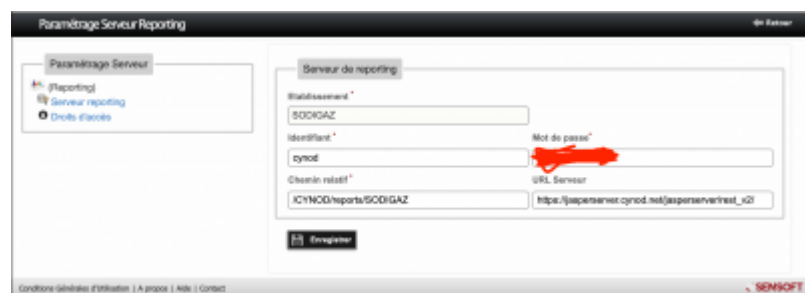 Paramétrage Serveur Reporting
Retour
Paramétrage Serveur
(Reporting)
Serveur reporting
Droits d'accès
Serveur de reporting
Etablissement *
SODIGAZ
Identifiant *
Mot de passe *
cynod
Chemin relatif *
URL Serveur
/CYNOD/reports/SODIGAZ
https://jasperserver.cynod.net/jasperserver/rest_v2/
Enregistrer
Conditions Générales d'Utilisation | A propos | Aide | Contact
SENSOFT